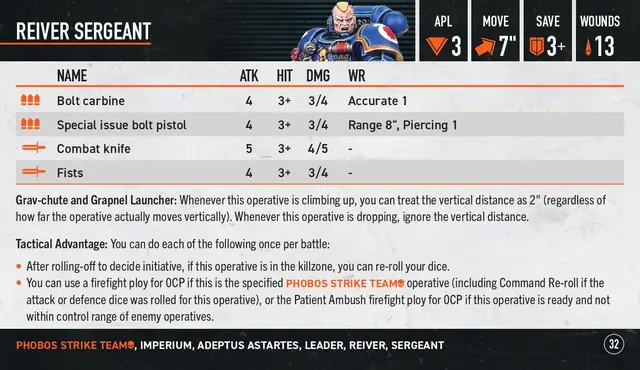 REIVER SERGEANT
APL MOVE SAVE WOUNDS
3 7" 3+ 13
NAME ATK HIT DMG WR
Bolt carbine 4 3+ 3/4 Accurate 1
Special issue bolt pistol 4 3+ 3/4 Range 8", Piercing 1
Combat knife 5 3+ 4/5 -
Fists 4 3+ 3/4 -
Grav-chute and Grapnel Launcher: Whenever this operative is climbing up, you can treat the vertical distance as 2" (regardless of
how far the operative actually moves vertically). Whenever this operative is dropping, ignore the vertical distance.
Tactical Advantage: You can do each of the following once per battle:
• After rolling-off to decide initiative, if this operative is in the killzone, you can re-roll your dice.
• You can use a firefight ploy for 0CP if this is the specified PHOBOS STRIKE TEAM operative (including Command Re-roll if the
attack or defence dice was rolled for this operative), or the Patient Ambush firefight ploy for 0CP if this operative is ready and not
within control range of enemy operatives.
PHOBOS STRIKE TEAM, IMPERIUM, ADEPTUS ASTARTES, LEADER, REIVER, SERGEANT
32